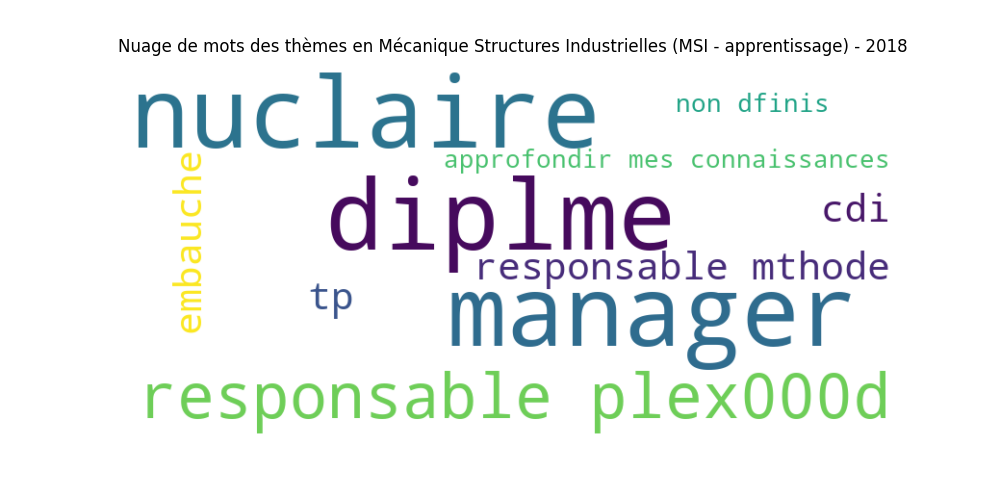 Nuage de mots des thèmes en Mécanique Structures Industrielles (MSI - apprentissage) - 2018
nuclaire
non dfinis
approfondir mes connaissances
embauche
diplme
cdi
responsable mthode
tp
manager
responsable plex000d